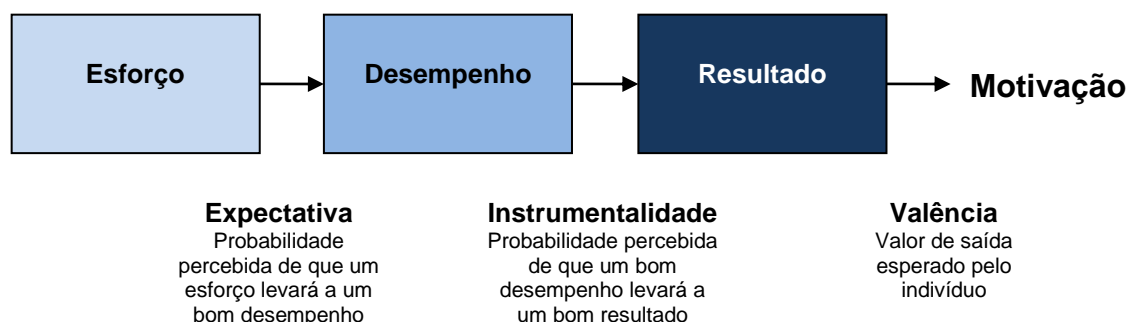 Esforço
Desempenho
Resultado
Motivação
Expectativa
Probabilidade
percebida de que um
esforço levará a um
bom desempenho
Instrumentalidade
Probabilidade percebida
de que um bom
desempenho levará a
um bom resultado
Valência
Valor de saída
esperado pelo
indivíduo